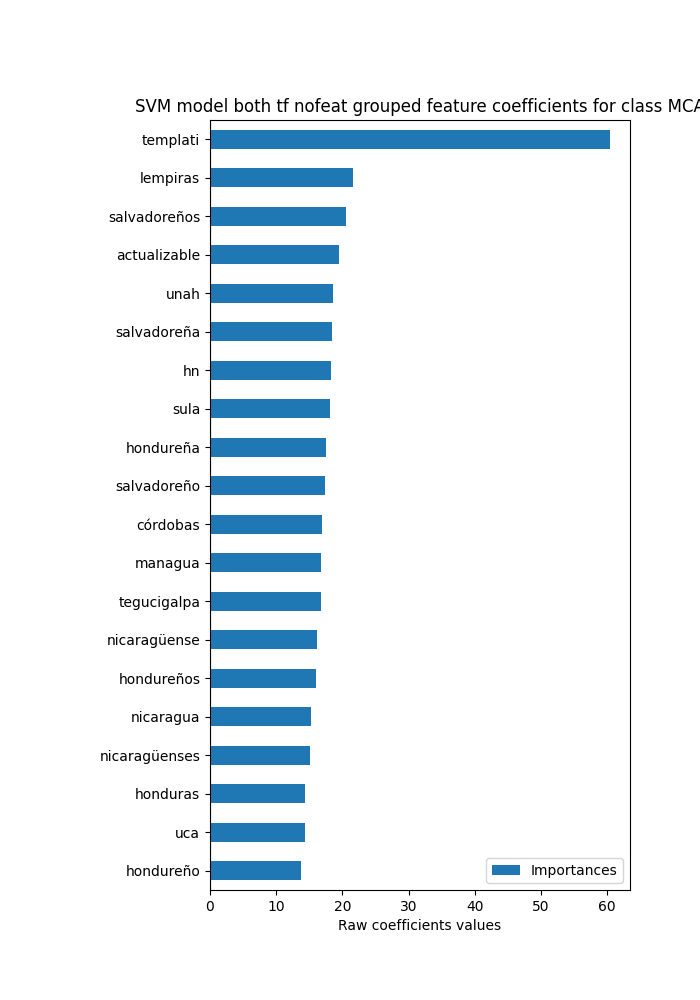 SVM model both tf nofeat grouped feature coefficients for class MCA
templati
lempiras
salvadoreños
actualizable
unah
salvadoreña
hn
sula
hondureña
salvadoreño
córdobas
managua
tegucigalpa
nicaragüense
hondureños
nicaragua
nicaragüenses
honduras
uca
hondureño
Importances
0 10 20 30 40 50 60
Raw coefficients values